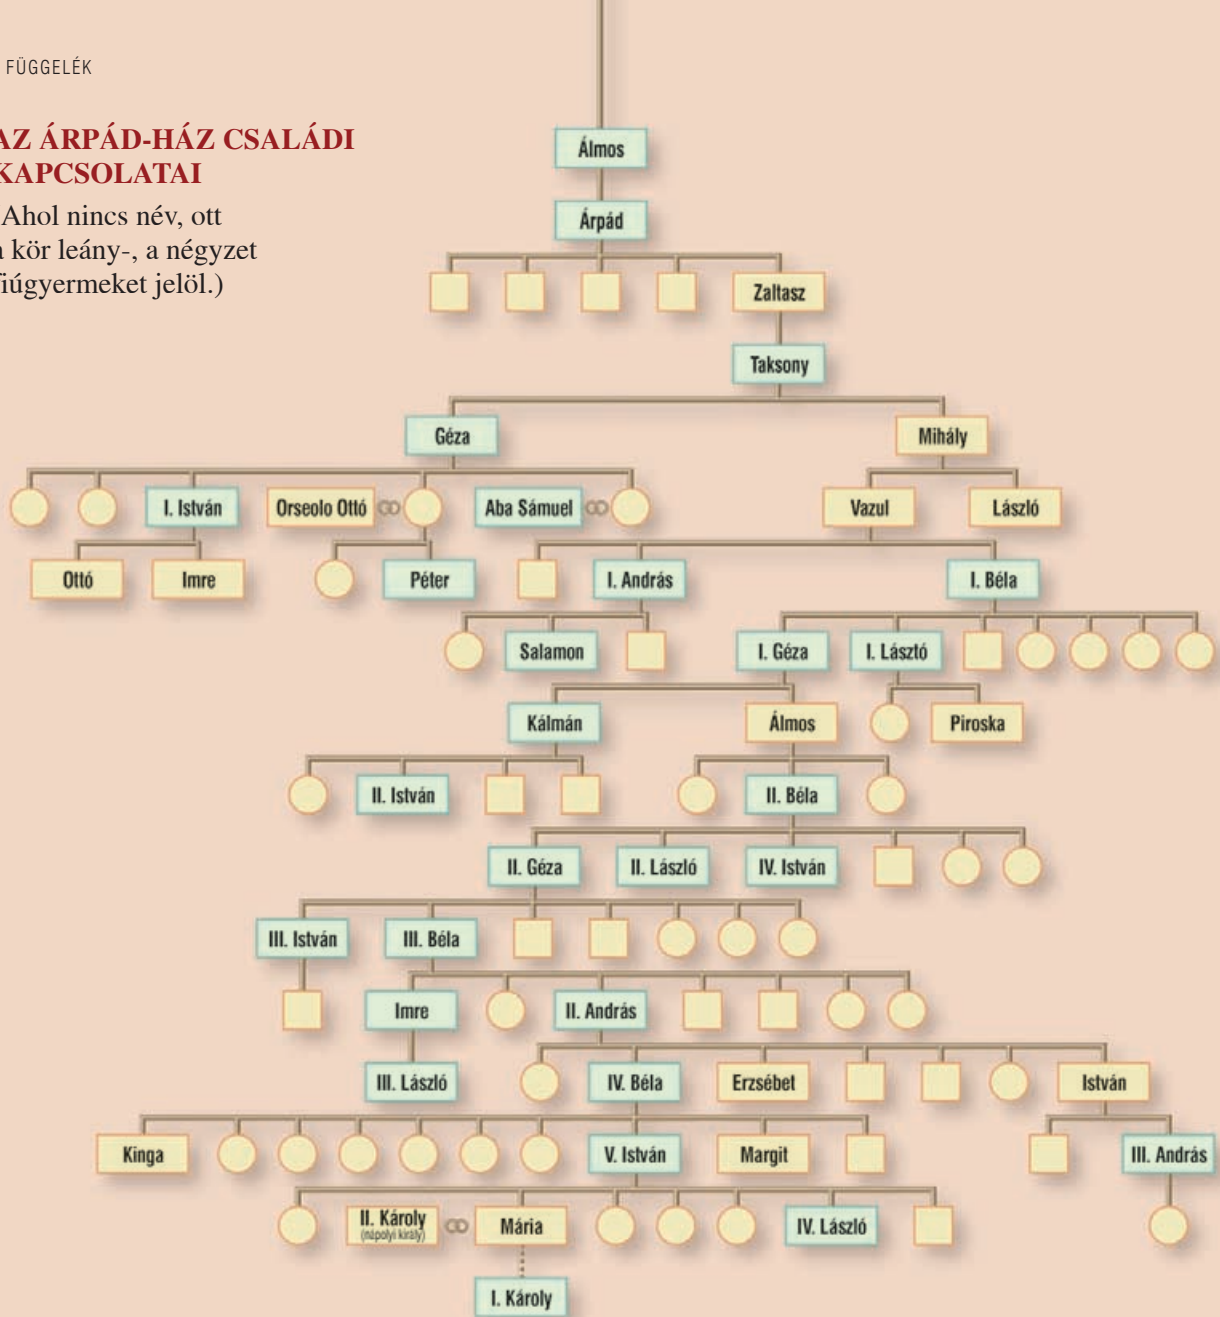 FÜGGELÉK
AZ ÁRPÁD-HÁZ CSALÁDI
KAPCSOLATAI
Ahol nincs név, ott
a kör leány-, a négyzet
fiúgyermeket jelöl.)
Álmos
Árpád
Zaltasz
Taksony
Géza
Mihály
I. István
Orseolo Ottó
Aba Sámuel
Vazul
László
Ottó
Imre
Péter
I. András
I. Béla
Salamon
I. Géza
I. Lásztó
Kálmán
Álmos
Piroska
II. István
II. Béla
II. Géza
II. László
IV. István
III. István
III. Béla
Imre
II. András
III. László
IV. Béla
Erzsébet
István
Kinga
V. István
Margit
III. András
II. Károly
(nápolyi király)
Mária
IV. László
I. Károly